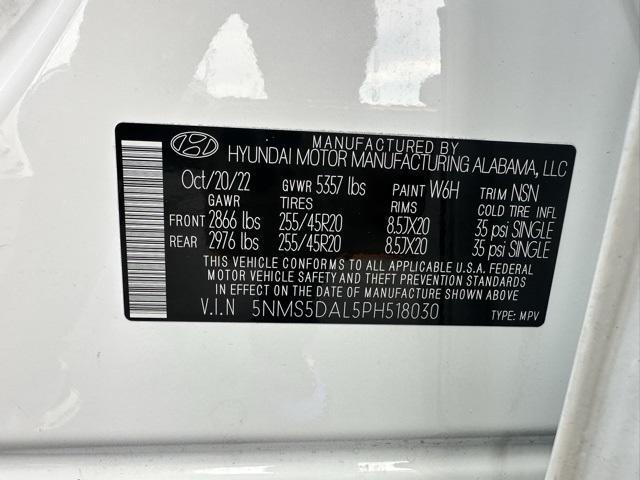 MANUFACTURED BY
HYUNDAI MOTOR MANUFACTURING ALABAMA, LLC
Oct/20/22 GVWR 5357 lbs PAINT W6H TRIM NSN
GAWR TIRES RIMS COLD TIRE INFL
FRONT 2866 lbs 255/45R20 8.5JX20 35 psi SINGLE
REAR 2976 lbs 255/45R20 8.5JX20 35 psi SINGLE
THIS VEHICLE CONFORMS TO ALL APPLICABLE U.S.A. FEDERAL
MOTOR VEHICLE SAFETY AND THEFT PREVENTION STANDARDS
IN EFFECT ON THE DATE OF MANUFACTURE SHOWN ABOVE.
V.I.N 5NMS5DAL5PH518030 TYPE: MPV